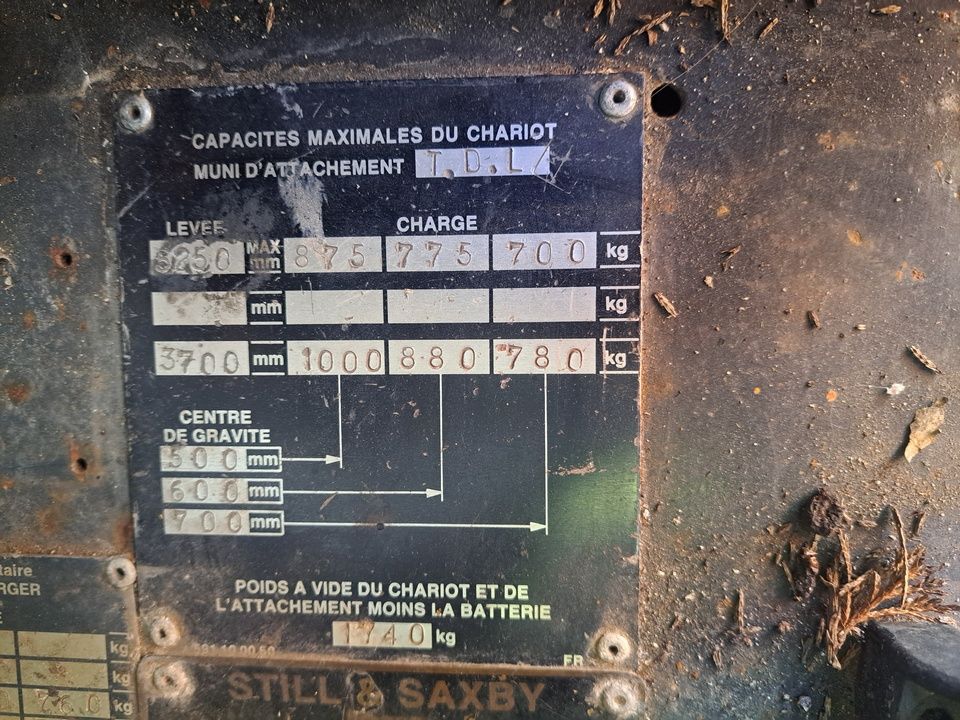 CAPACITES MAXIMALES DU CHARIOT
MUNI D'ATTACHEMENT T.D.L/
LEVEE CHARGE
5250 MAX mm 875 775 700 kg
mm kg
3700 mm 1000 880 780 kg
CENTRE
DE GRAVITE
500 mm
600 mm
700 mm
POIDS A VIDE DU CHARIOT ET DE
L'ATTACHEMENT MOINS LA BATTERIE
1740 kg
FR
STILL & SAXBY
taire
RGER
E
kg
kg
760 kg